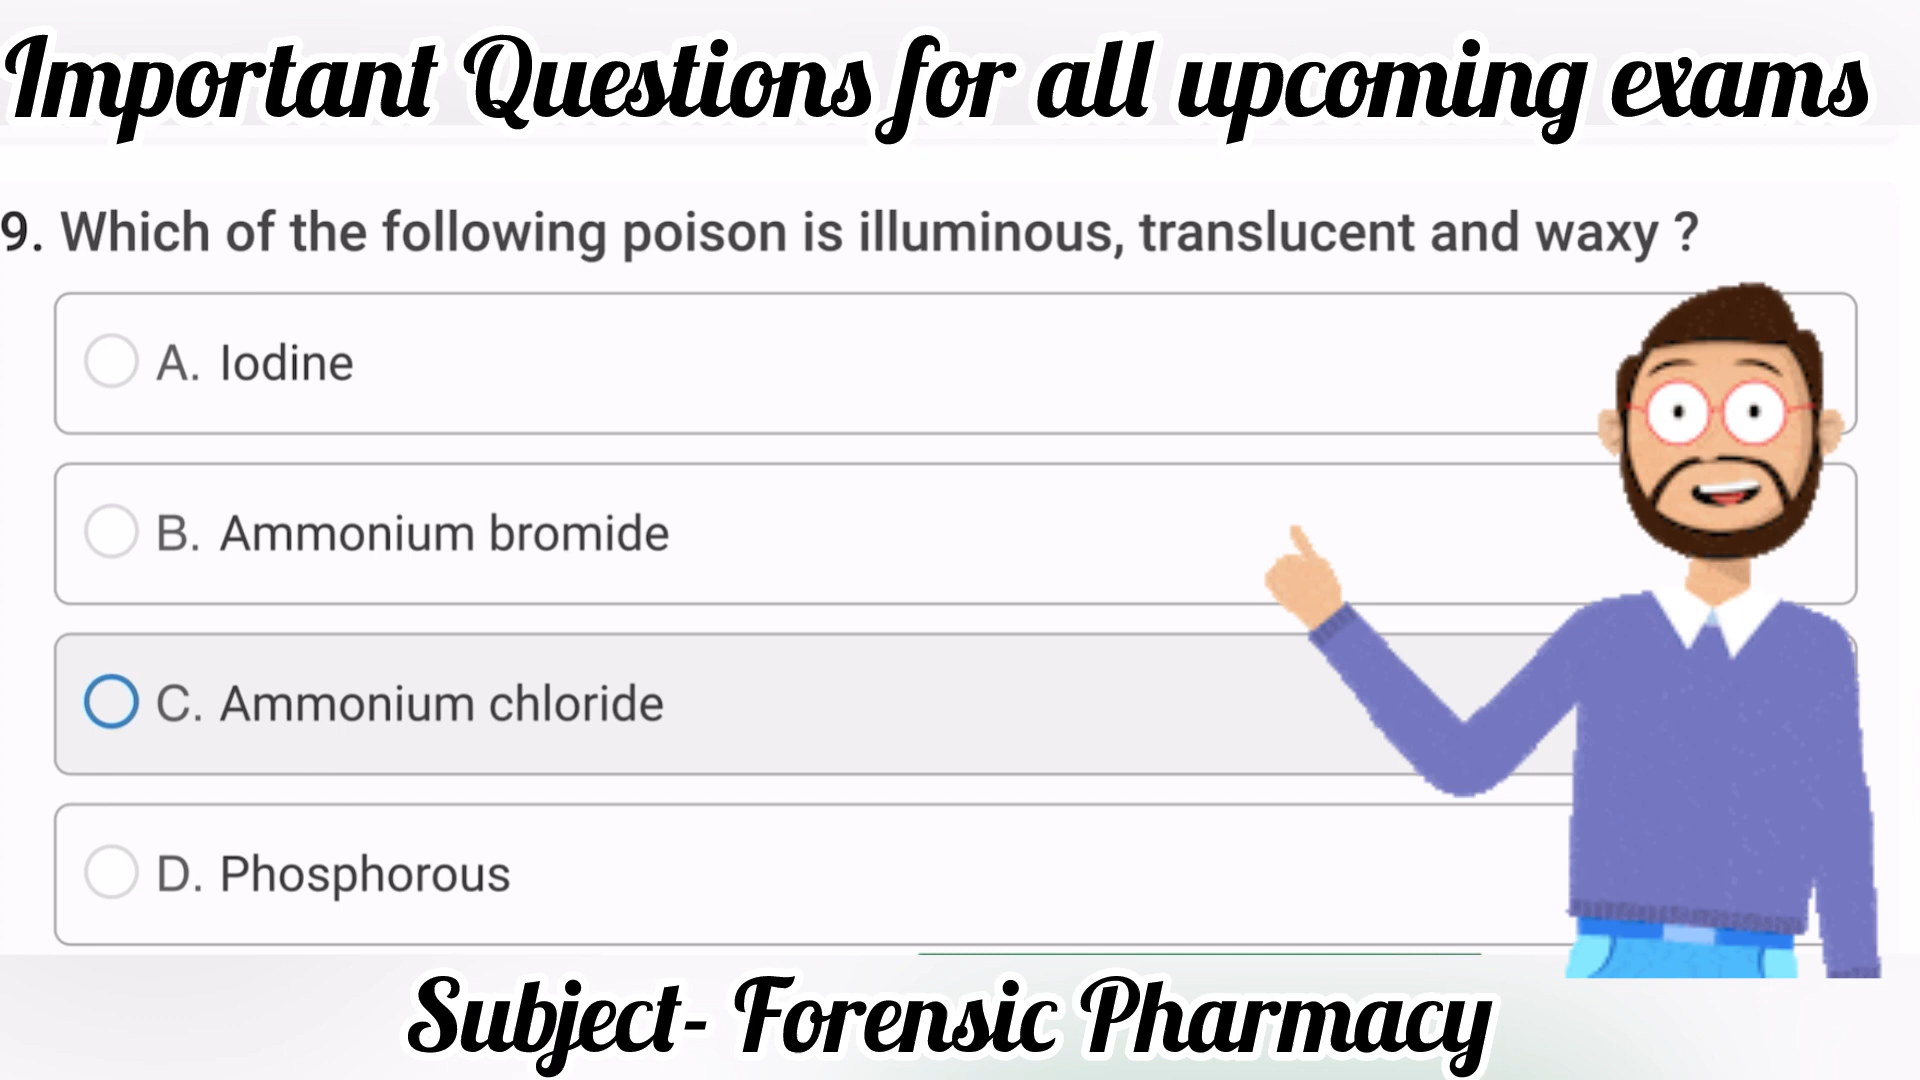 Important Questions for all upcoming exams
9. Which of the following poison is illuminous, translucent and waxy ?
A. Iodine
B. Ammonium bromide
C. Ammonium chloride
D. Phosphorous
Subject- Forensic Pharmacy